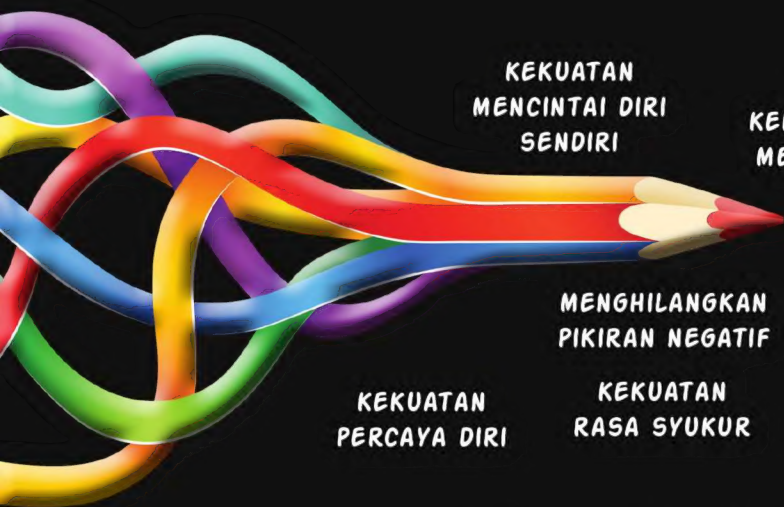 KEKUATAN
MENCINTAI DIRI
SENDIRI
MENGHILANGKAN
PIKIRAN NEGATIF
KEKUATAN
PERCAYA DIRI
KEKUATAN
RASA SYUKUR